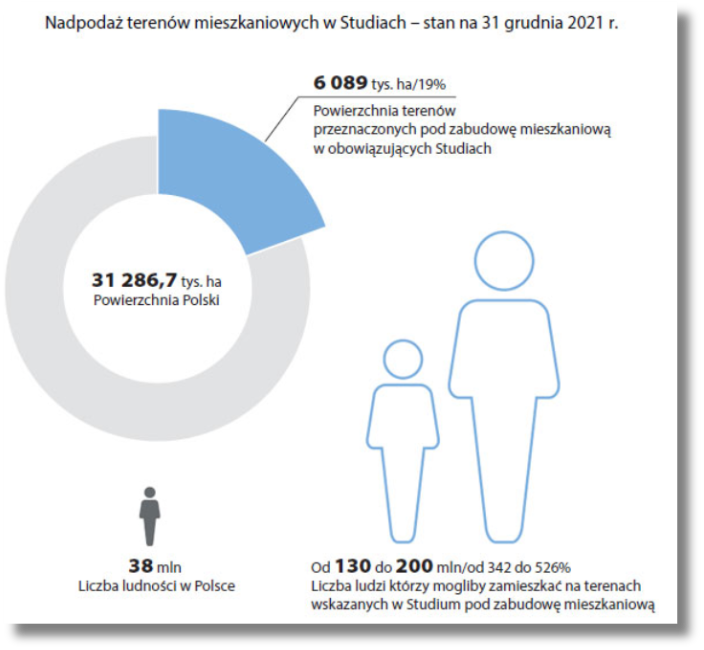 Nadpodaż terenów mieszkaniowych w Studiach – stan na 31 grudnia 2021 r.
6 089 tys. ha/19%
Powierzchnia terenów
przeznaczonych pod zabudowę mieszkaniową
w obowiązujących Studiach
31 286,7 tys. ha
Powierzchnia Polski
38 mln
Liczba ludności w Polsce
Od 130 do 200 mln/od 342 do 526%
Liczba ludzi którzy mogliby zamieszkać na terenach
wskazanych w Studium pod zabudowę mieszkaniową